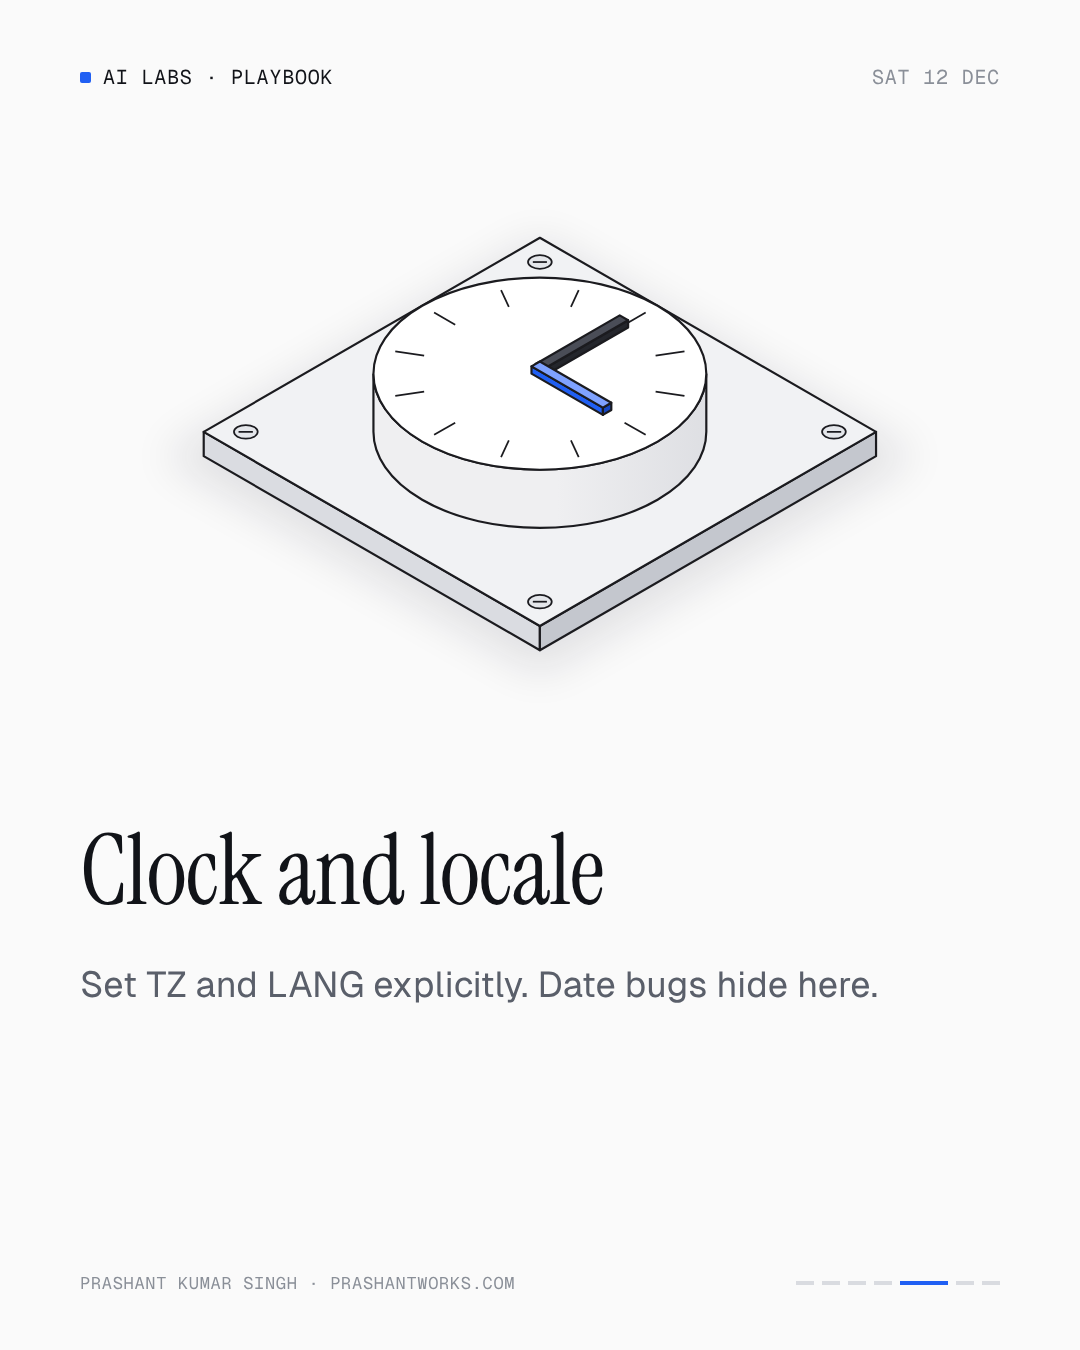 AI LABS · PLAYBOOK
SAT 12 DEC
Clock and locale
Set TZ and LANG explicitly. Date bugs hide here.
PRASHANT KUMAR SINGH · PRASHANTWORKS.COM